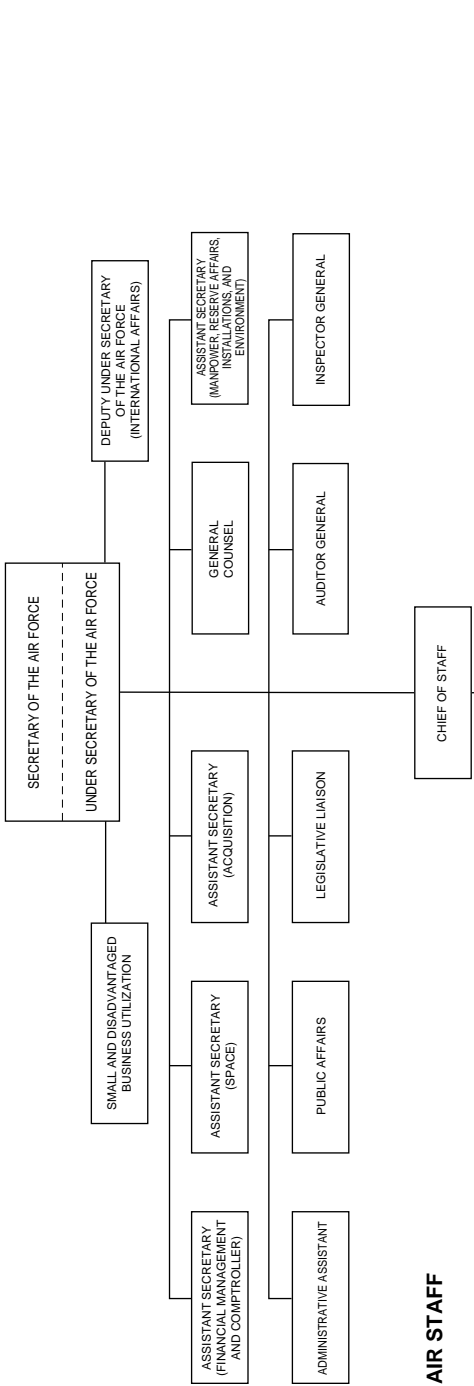 SECRETARY OF THE AIR FORCE
UNDER SECRETARY OF THE AIR FORCE
SMALL AND DISADVANTAGED
BUSINESS UTILIZATION
DEPUTY UNDER SECRETARY
OF THE AIR FORCE
(INTERNATIONAL AFFAIRS)
ASSISTANT SECRETARY
(FINANCIAL MANAGEMENT
AND COMPTROLLER)
ASSISTANT SECRETARY
(SPACE)
ASSISTANT SECRETARY
(ACQUISITION)
GENERAL
COUNSEL
ASSISTANT SECRETARY
(MANPOWER, RESERVE AFFAIRS,
INSTALLATIONS, AND
ENVIRONMENT)
ADMINISTRATIVE ASSISTANT
PUBLIC AFFAIRS
LEGISLATIVE LIAISON
AUDITOR GENERAL
INSPECTOR GENERAL
CHIEF OF STAFF
AIR STAFF